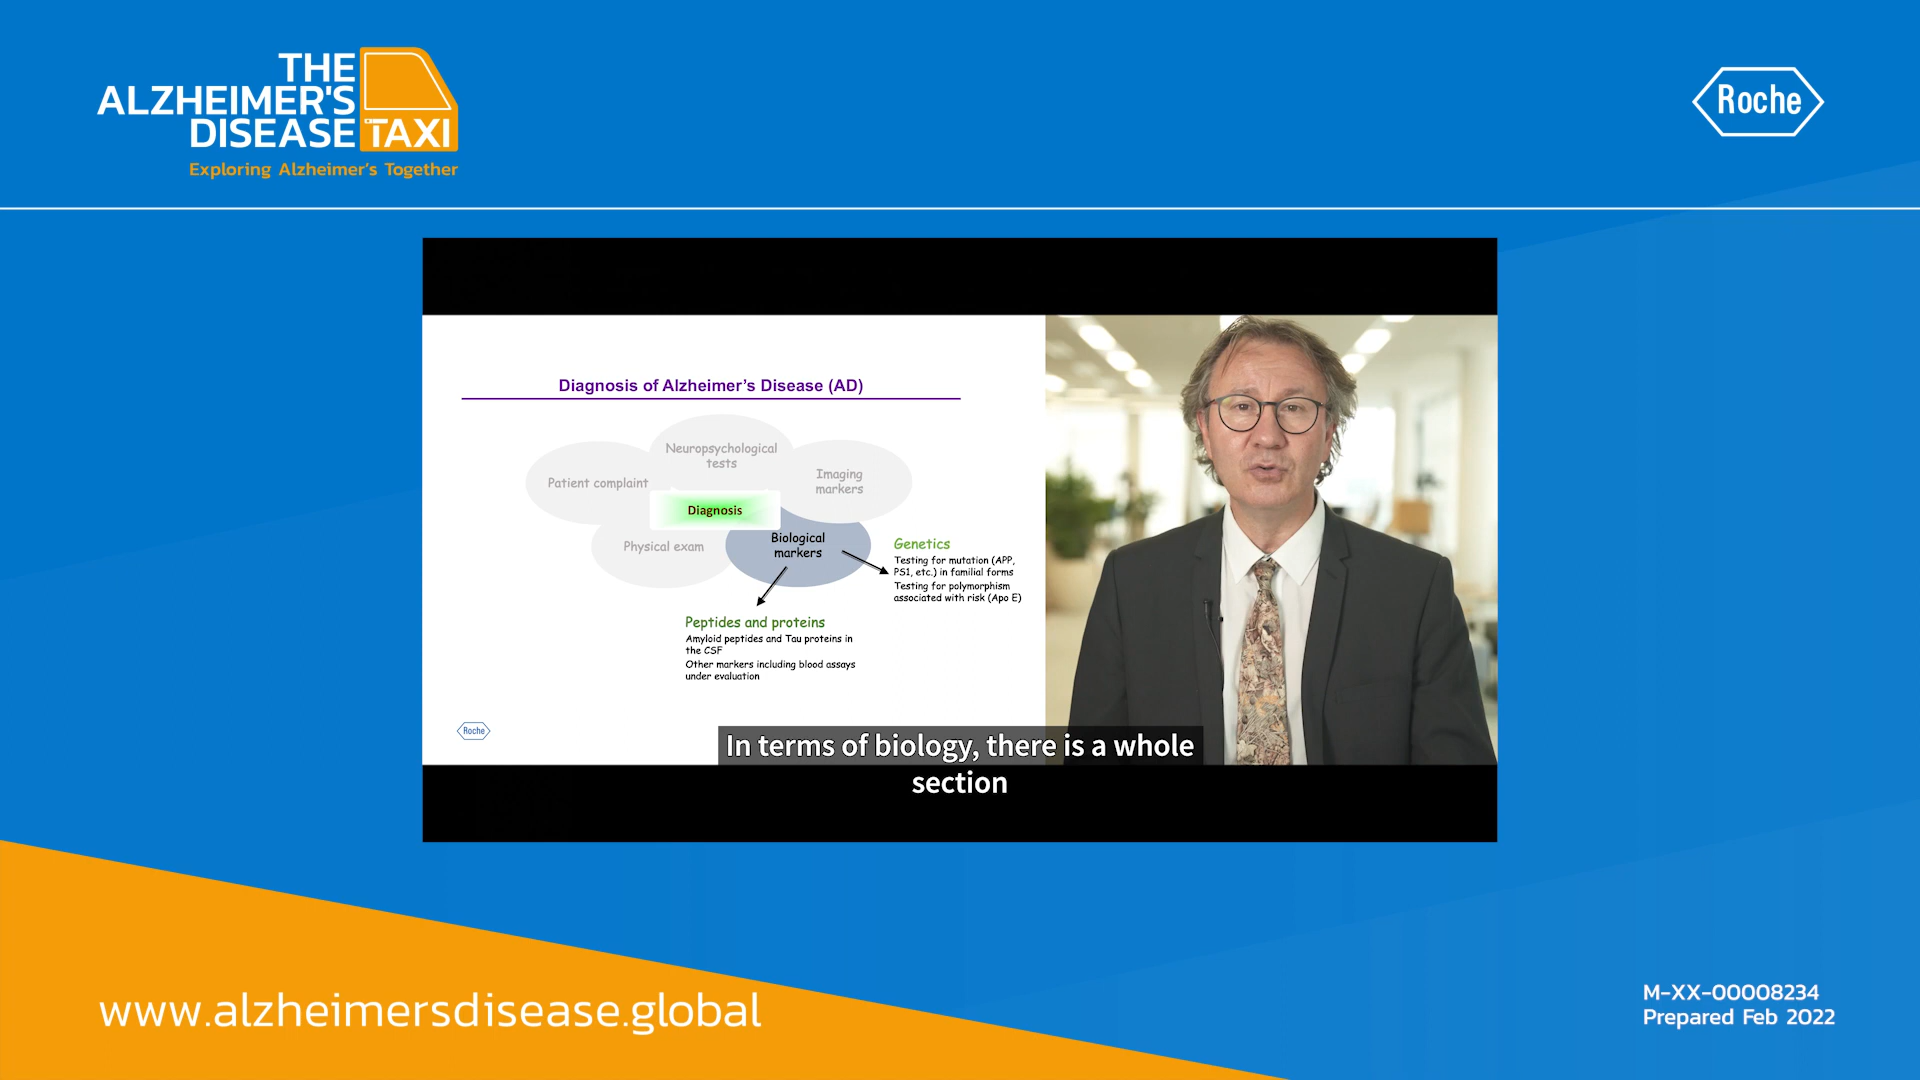 THE
ALZHEIMER'S
DISEASE TAXI
Exploring Alzheimer's Together
Roche
Diagnosis of Alzheimer's Disease (AD)
Neuropsychological
tests
Patient complaint
Imaging
markers
Diagnosis
Physical exam
Biological
markers
Genetics
Testing for mutation (APP,
PS1, etc.) in familial forms
Testing for polymorphism
associated with risk (Apo E)
Peptides and proteins
Amyloid peptides and Tau proteins in
the CSF
Other markers including blood assays
under evaluation
Roche
In terms of biology, there is a whole
section
www.alzheimersdisease.global
M-XX-00008234
Prepared Feb 2022